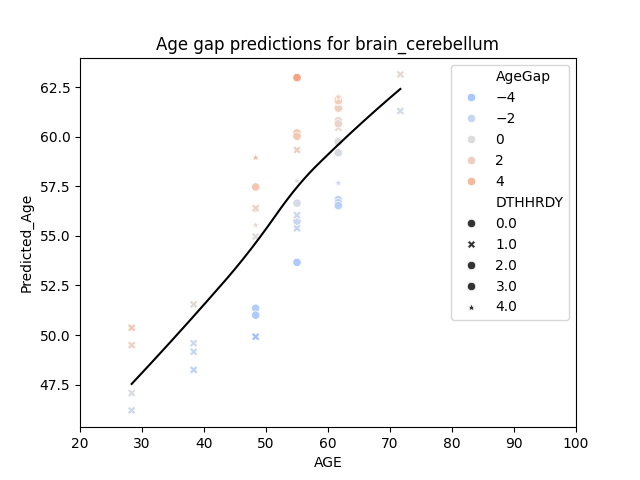 Age gap predictions for brain_cerebellum
Predicted_Age
62.5
60.0
57.5
55.0
52.5
50.0
47.5
20 30 40 50 60 70 80 90 100
AGE
AgeGap
−4
−2
0
2
4
DTHHRDY
0.0
1.0
2.0
3.0
4.0